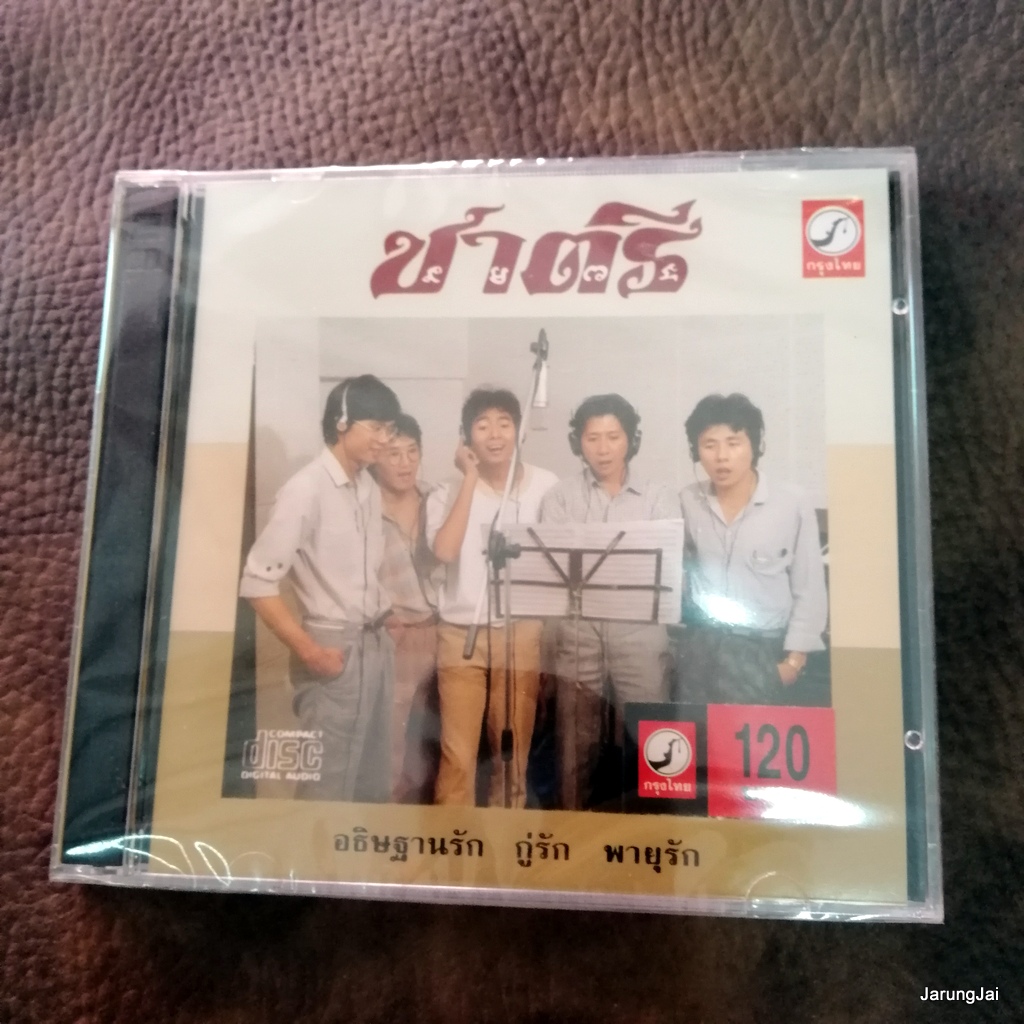 ชาตรี
กรุงไทย
COMPACT
disc
DIGITAL AUDIO
กรุงไทย
120
อธิษฐานรัก กู่รัก พายุรัก
JarungJai